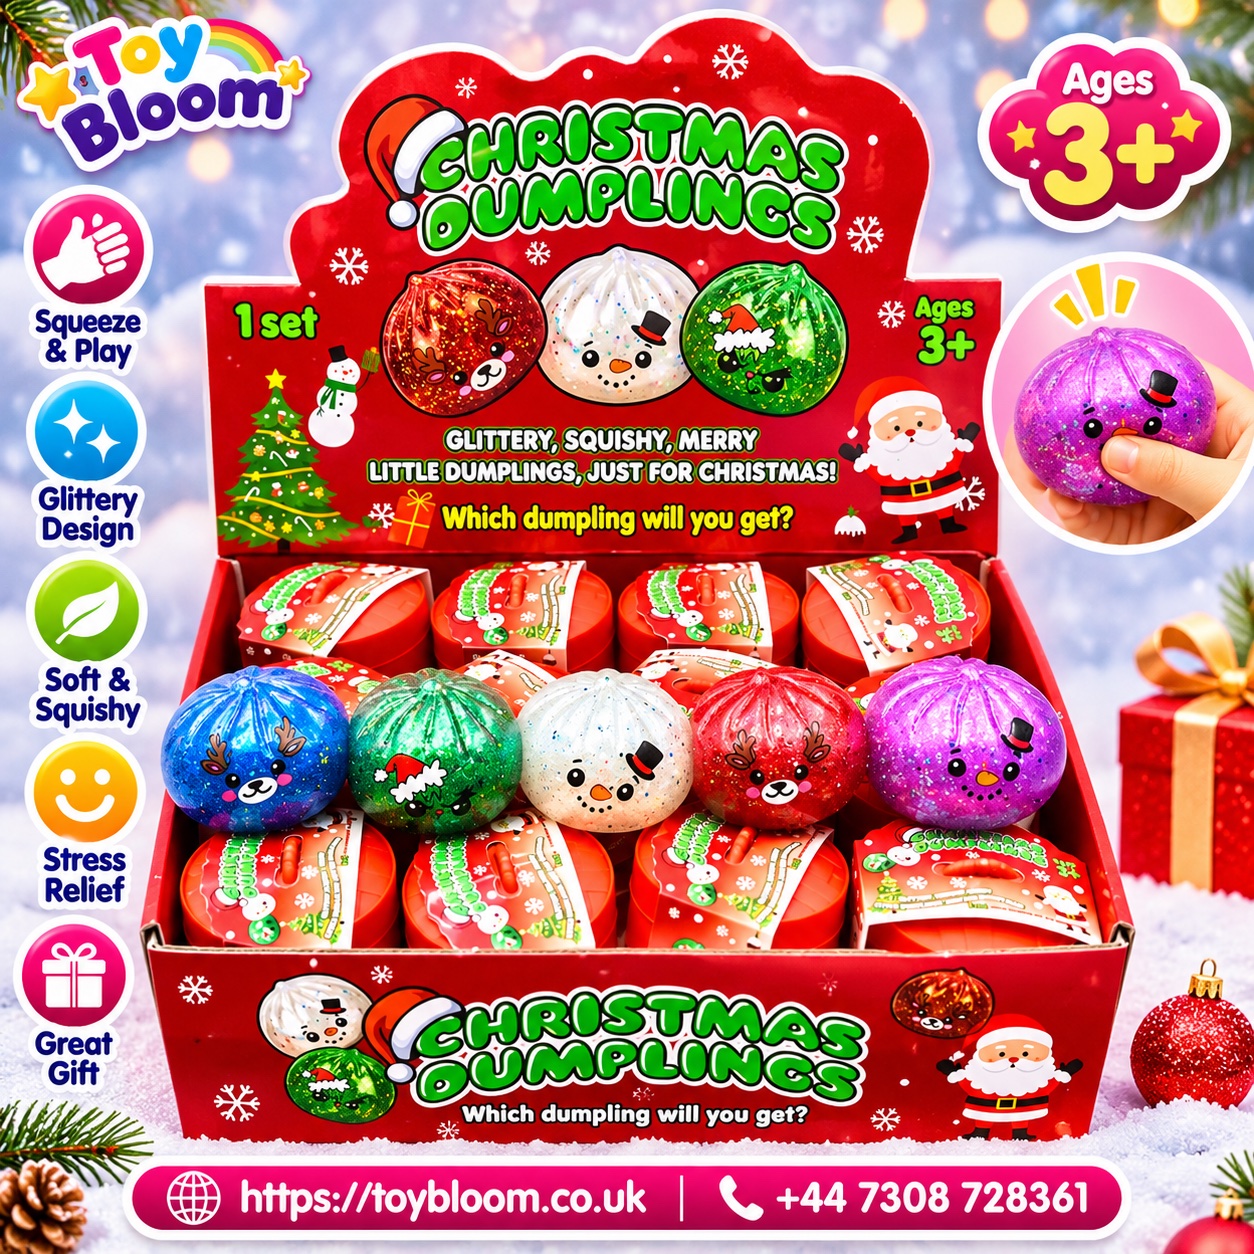 Toy
Bloom
Ages
3+
CHRISTMAS
DUMPLINGS
1 set
Ages
3+
GLITTERY, SQUISHY, MERRY
LITTLE DUMPLINGS, JUST FOR CHRISTMAS!
Which dumpling will you get?
Squeeze
& Play
Glittery
Design
Soft &
Squishy
Stress
Relief
Great
Gift
CHRISTMAS
DUMPLINGS
CHRISTMAS
DUMPLINGS
Which dumpling will you get?
https://toybloom.co.uk
+44 7308 728361